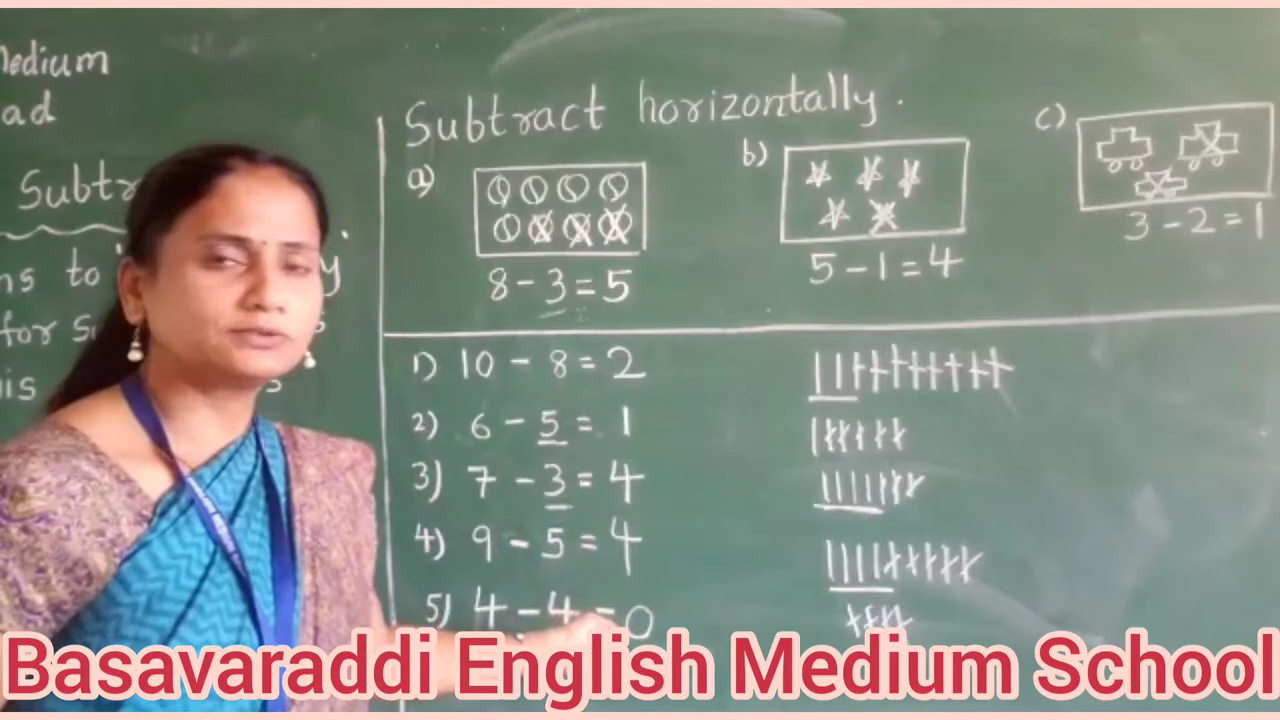 Medium
ad
Subtr
ns to y
for s s
is s
Subtract horizontally.
a)
8 - 3 = 5
b)
5 - 1 = 4
c)
3 - 2 = 1
1) 10 - 8 = 2
2) 6 - 5 = 1
3) 7 - 3 = 4
4) 9 - 5 = 4
5) 4 - 4 = 0
Basavaraddi English Medium School